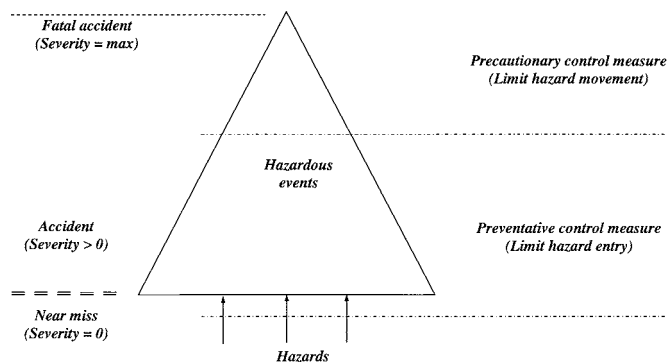 Fatal accident
(Severity = max)
Precautionary control measure
(Limit hazard movement)
Hazardous
events
Accident
(Severity > 0)
Preventative control measure
(Limit hazard entry)
Near miss
(Severity = 0)
Hazards